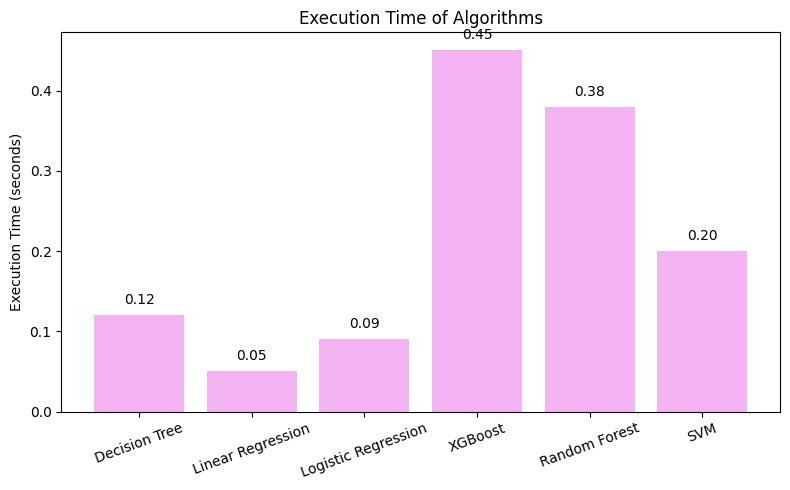 Execution Time of Algorithms
0.45
0.4
0.38
0.3
0.20
0.2
0.12
0.1
0.09
0.05
0.0
Execution Time (seconds)
Decision Tree
Linear Regression
Logistic Regression
XGBoost
Random Forest
SVM